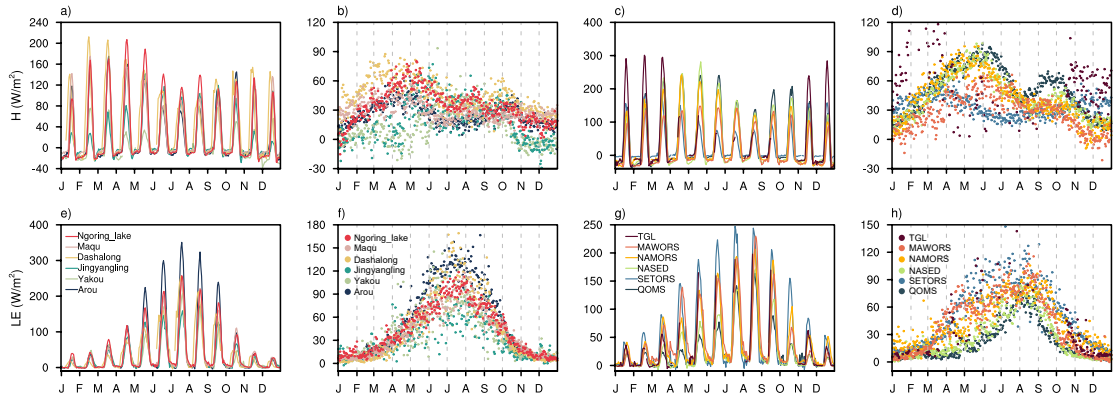 a)
b)
c)
d)
H (W/m²)
240
200
160
120
80
40
0
-40
120
90
60
30
0
-30
400
300
200
100
0
120
90
60
30
0
-30
J F M A M J J A S O N D
J F M A M J J A S O N D
J F M A M J J A S O N D
J F M A M J J A S O N D
e)
f)
g)
h)
LE (W/m²)
400
300
200
100
0
Ngoring_lake
Maqu
Dashalong
Jingyangling
Yakou
Arou
180
150
120
90
60
30
0
Ngoring_lake
Maqu
Dashalong
Jingyangling
Yakou
Arou
250
200
150
100
50
0
TGL
MAWORS
NAMORS
NASED
SETORS
QOMS
150
120
90
60
30
0
TGL
MAWORS
NAMORS
NASED
SETORS
QOMS
J F M A M J J A S O N D
J F M A M J J A S O N D
J F M A M J J A S O N D
J F M A M J J A S O N D